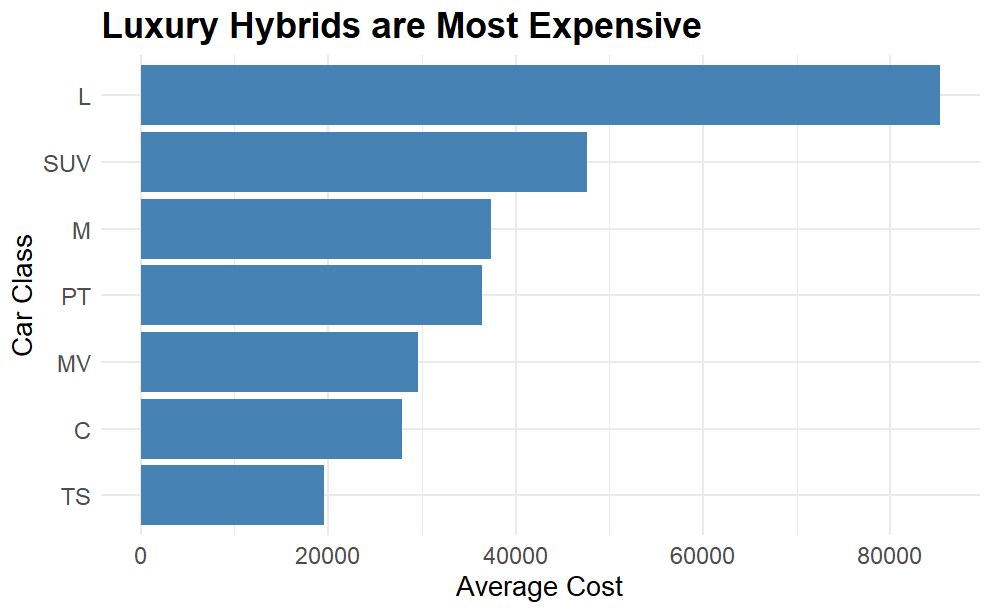 Luxury Hybrids are Most Expensive
L
SUV
M
PT
MV
C
TS
Car Class
0 20000 40000 60000 80000
Average Cost